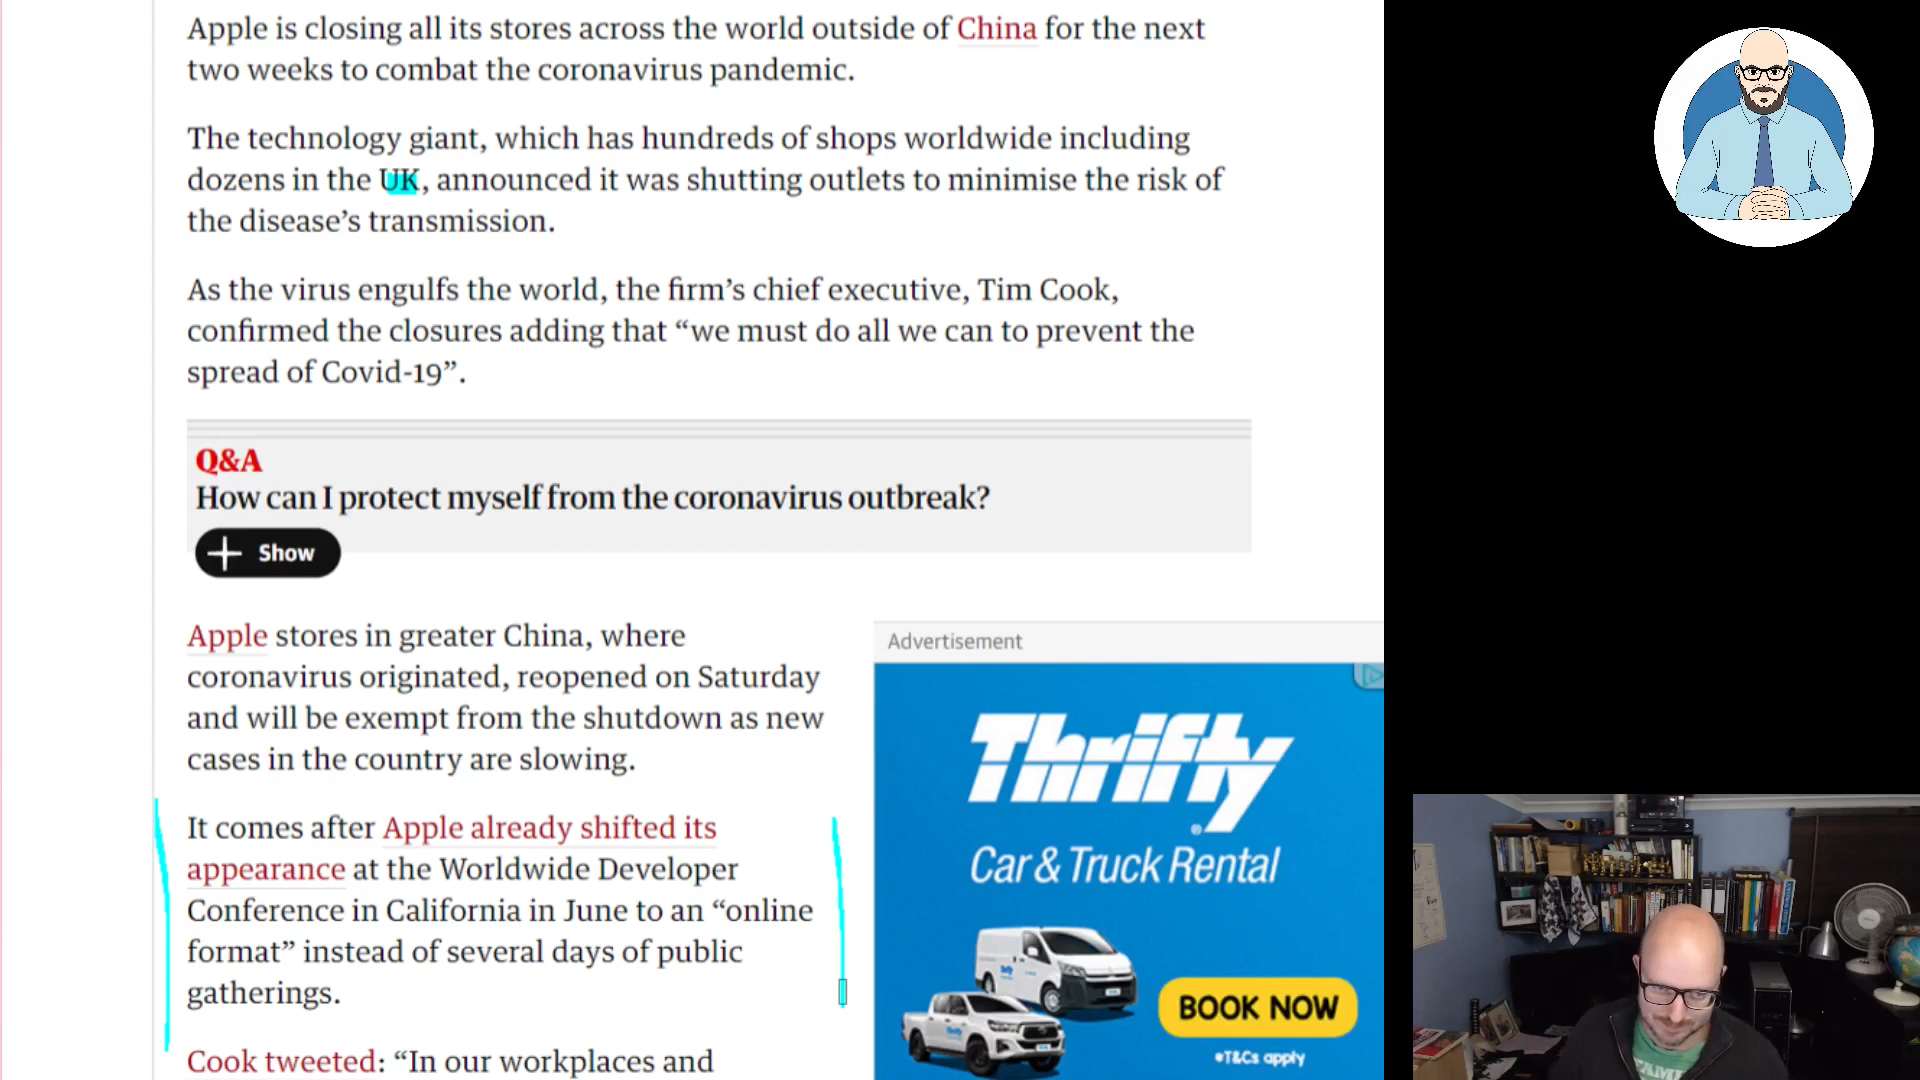 Apple is closing all its stores across the world outside of China for the next
two weeks to combat the coronavirus pandemic.
The technology giant, which has hundreds of shops worldwide including
dozens in the UK, announced it was shutting outlets to minimise the risk of
the disease’s transmission.
As the virus engulfs the world, the firm’s chief executive, Tim Cook,
confirmed the closures adding that “we must do all we can to prevent the
spread of Covid-19”.
Q&A
How can I protect myself from the coronavirus outbreak?
Show
Apple stores in greater China, where
coronavirus originated, reopened on Saturday
and will be exempt from the shutdown as new
cases in the country are slowing.
It comes after Apple already shifted its
appearance at the Worldwide Developer
Conference in California in June to an “online
format” instead of several days of public
gatherings.
Cook tweeted: “In our workplaces and
Advertisement
Thrifty
Car & Truck Rental
BOOK NOW
*T&Cs apply